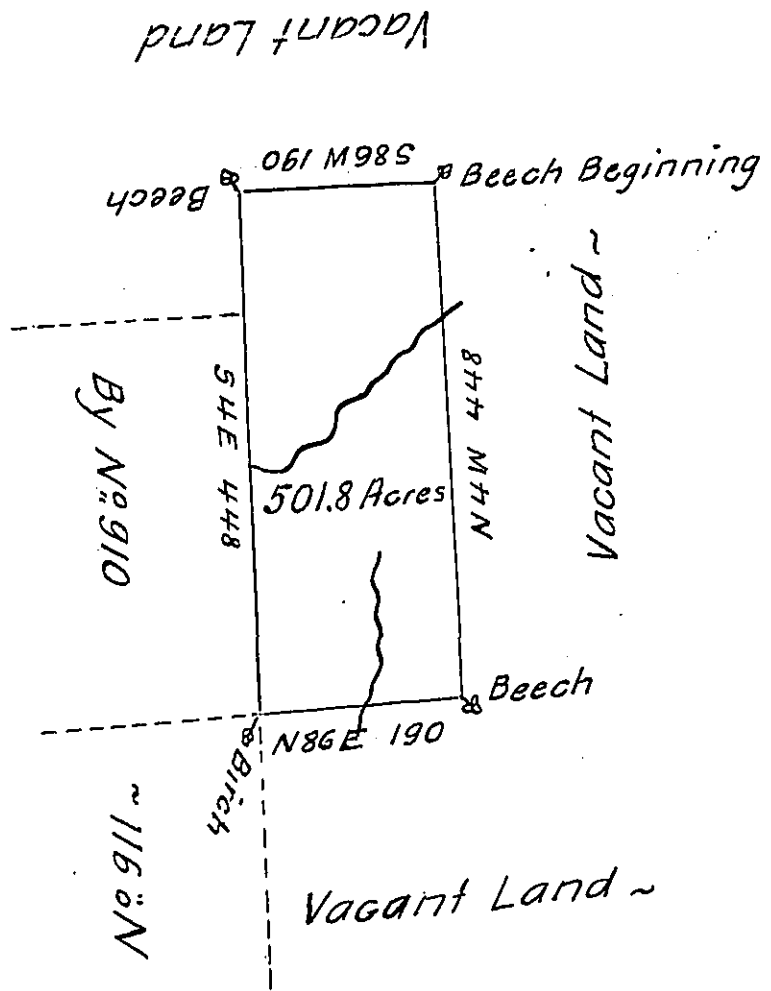 Vacant Land
S86W 190
Beech
Beech Beginning
Vacant Land ~
N4W 448
S4E 448
501.8 Acres
By No. 910
Beech
N86E 190
Birch
No. 911 ~
Vacant Land ~